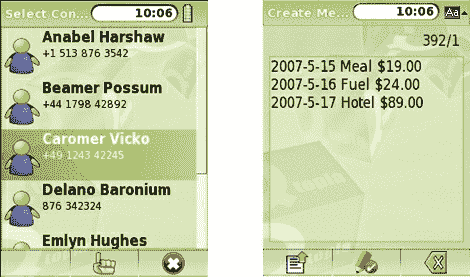 Select Con... 10:06
Anabel Harshaw
+1 513 876 3542
Beamer Possum
+44 1798 42892
Caromer Vicko
+49 1243 42245
Delano Baronium
876 342324
Emlyn Hughes
Create Me... 10:06 Aa
392/1
2007-5-15 Meal $19.00
2007-5-16 Fuel $24.00
2007-5-17 Hotel $89.00